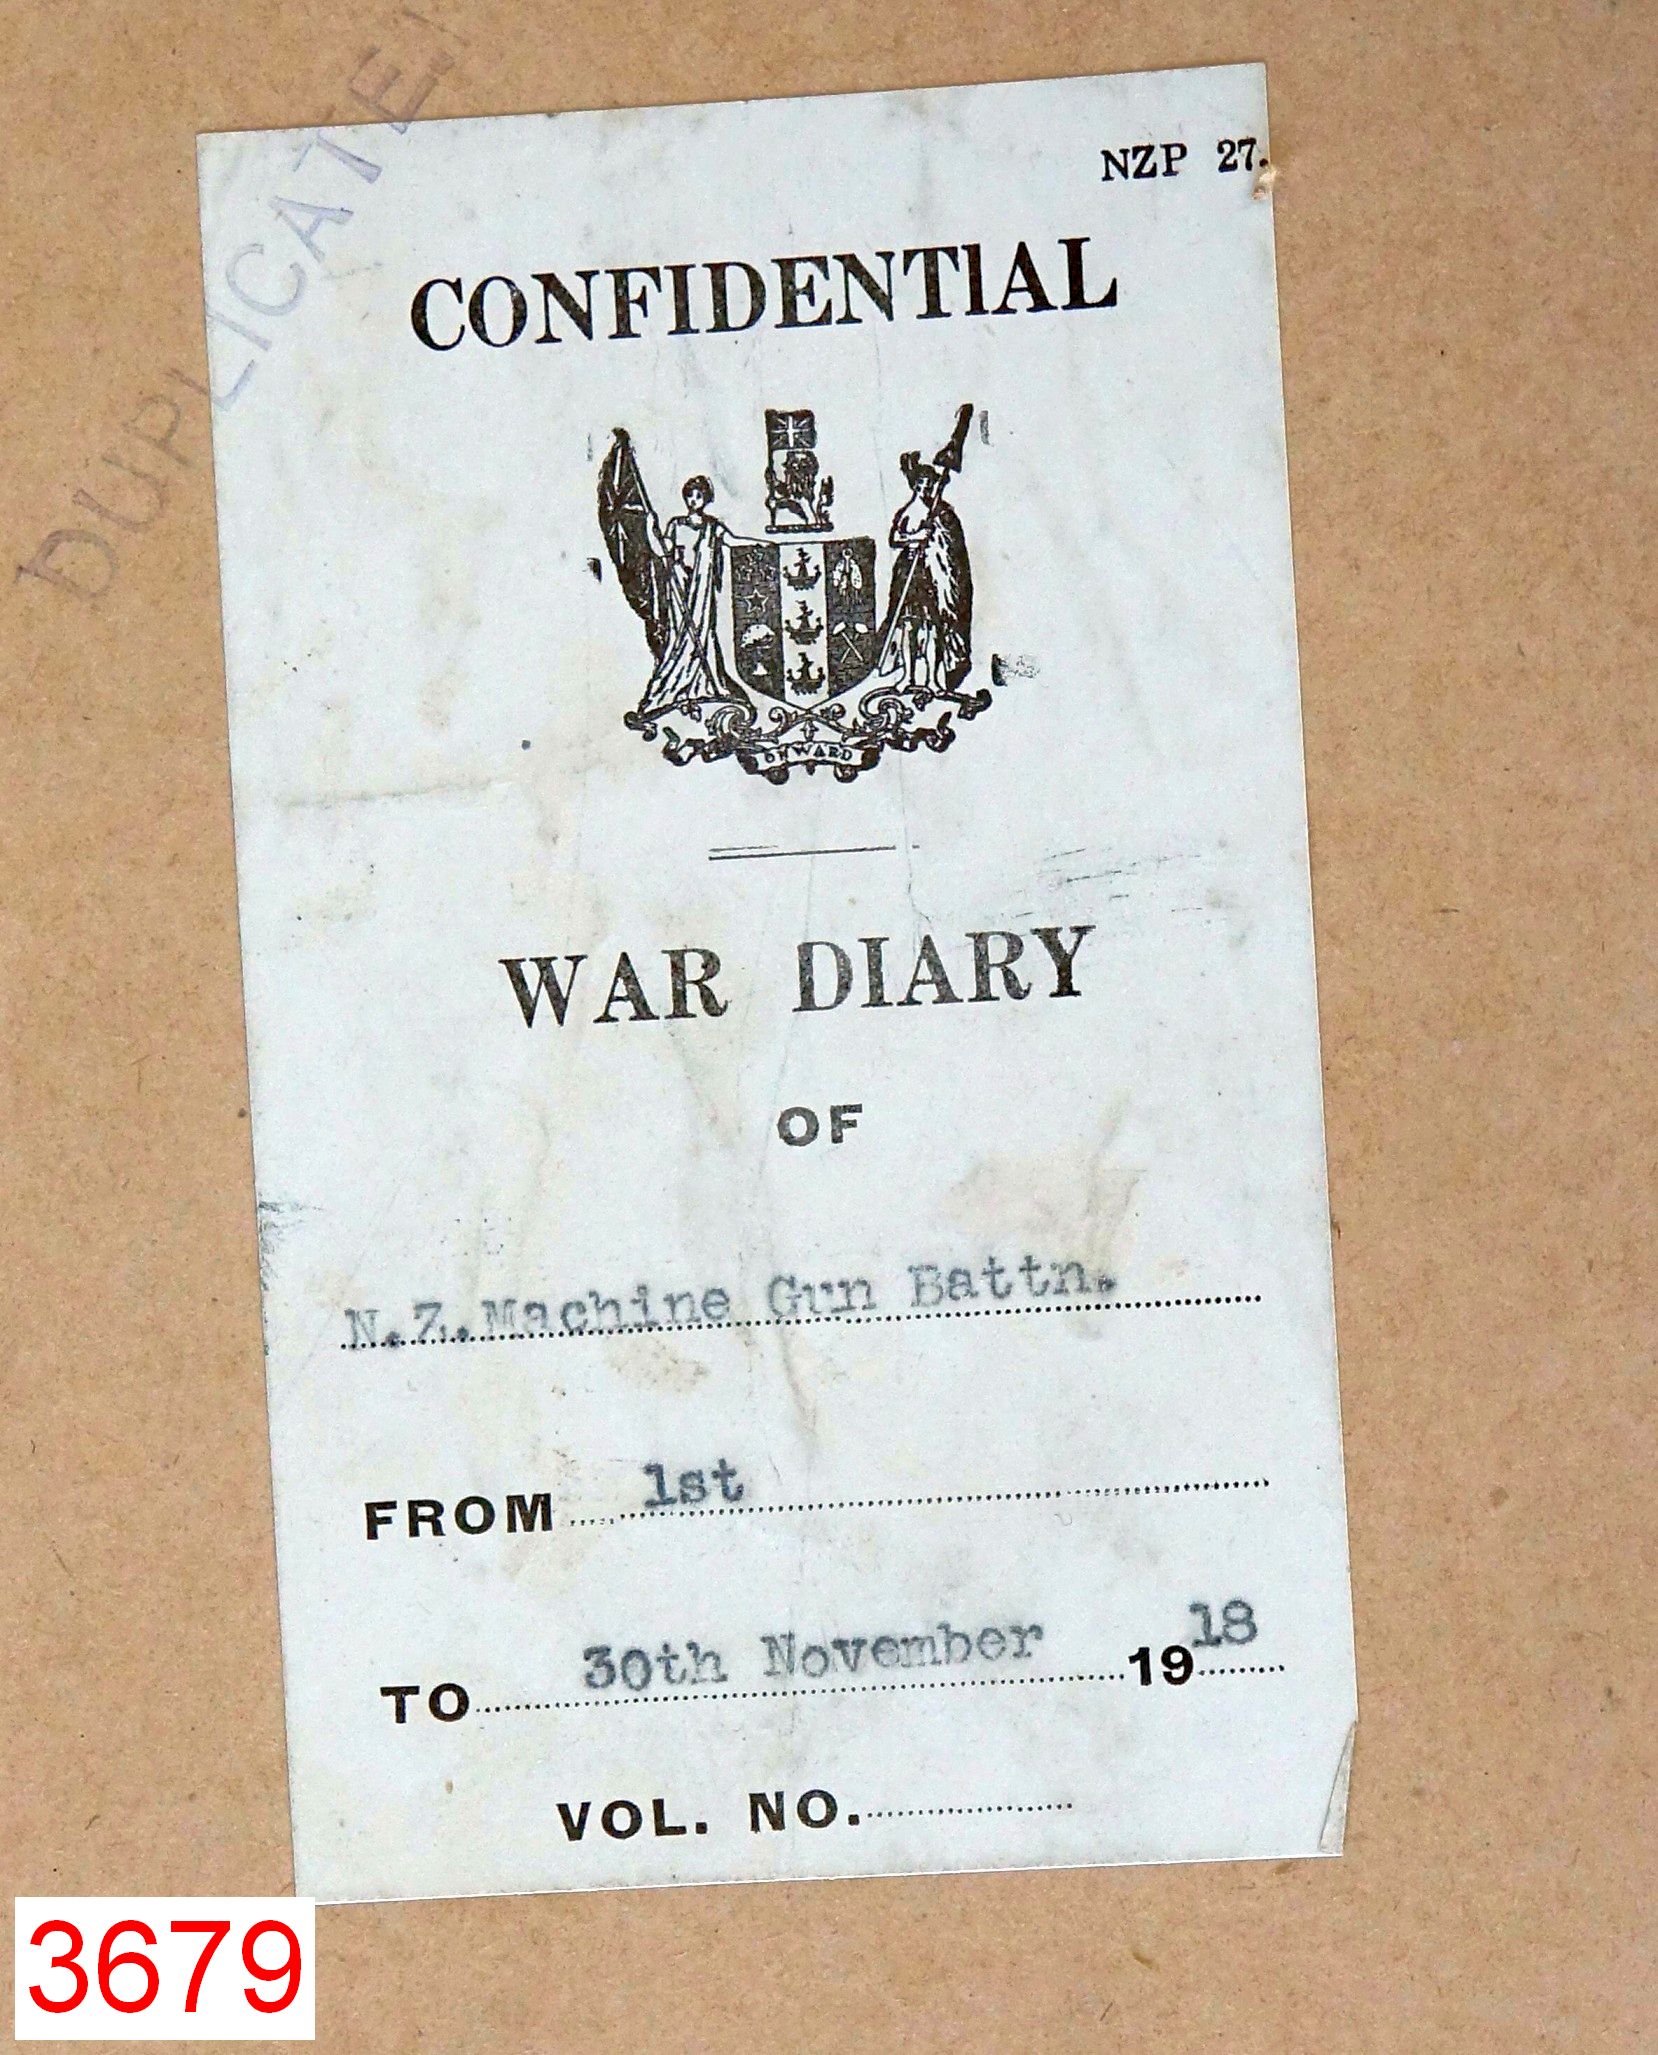 DUPLICATE.
NZP 27.
CONFIDENTIAL
ONWARD
WAR DIARY
OF
N.Z.Machine Gun Battn.
FROM 1st
TO 30th November 1918
VOL. NO.
3679